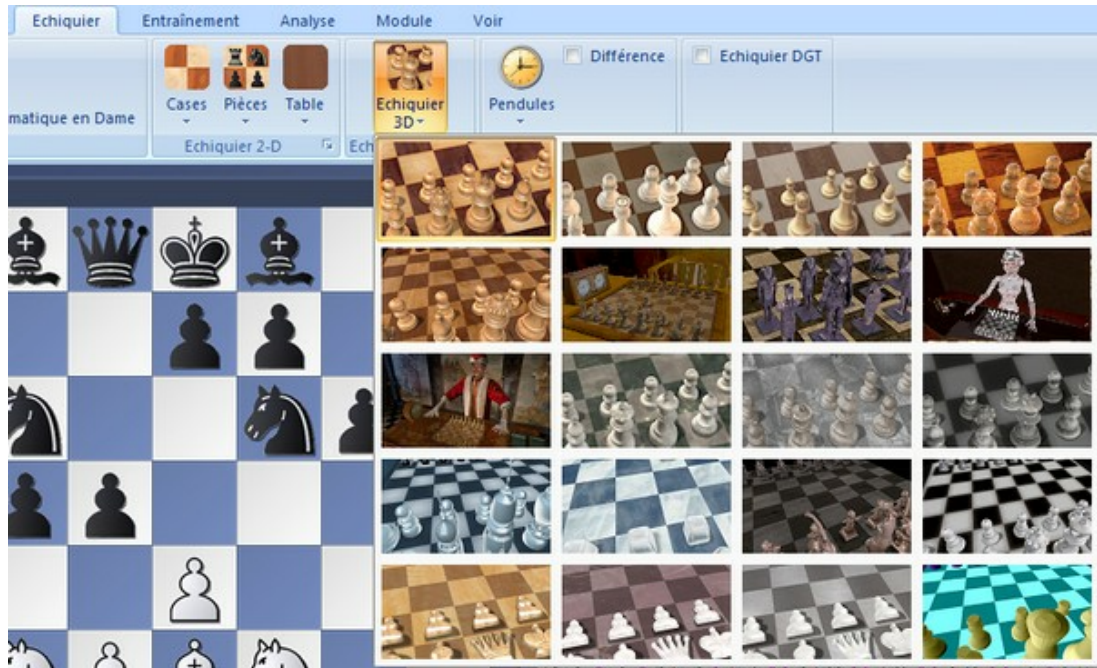 Echiquier Entraînement Analyse Module Voir
Différence Echiquier DGT
Cases Pièces Table Echiquier 3D Pendules
matique en Dame
Echiquier 2-D Ech